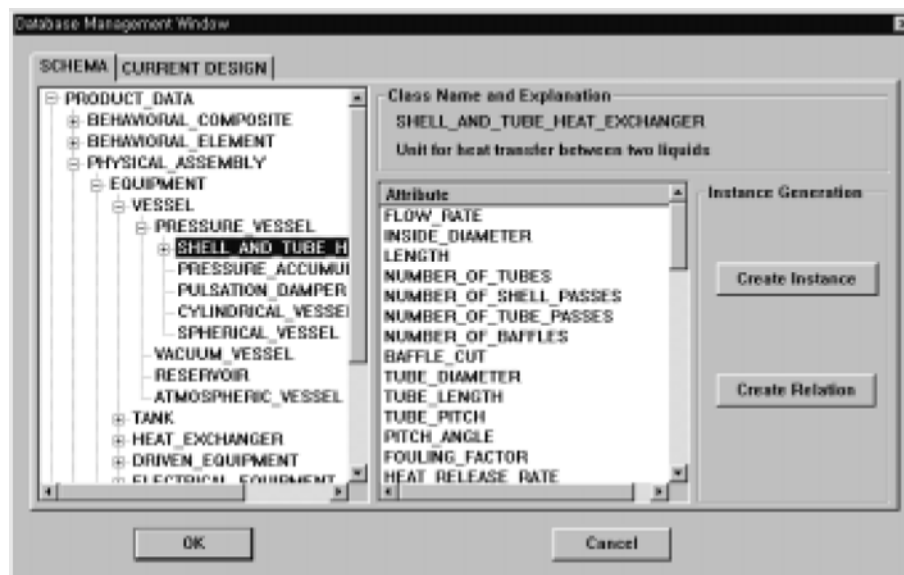 Database Management Window
SCHEMA
CURRENT DESIGN
PRODUCT_DATA
BEHAVIORAL_COMPOSITE
BEHAVIORAL_ELEMENT
PHYSICAL_ASSEMBLY
EQUIPMENT
VESSEL
PRESSURE_VESSEL
SHELL_AND_TUBE_H
PRESSURE_ACCUMUL
PULSATION_DAMPER
CYLINDRICAL_VESSEL
SPHERICAL_VESSEL
VACUUM_VESSEL
RESERVOIR
ATMOSPHERIC_VESSEL
TANK
HEAT_EXCHANGER
DRIVEN_EQUIPMENT
ELECTRICAL_EQUIPMENT
Class Name and Explanation
SHELL_AND_TUBE_HEAT_EXCHANGER
Unit for heat transfer between two liquids
Attribute
FLOW_RATE
INSIDE_DIAMETER
LENGTH
NUMBER_OF_TUBES
NUMBER_OF_SHELL_PASSES
NUMBER_OF_TUBE_PASSES
NUMBER_OF_BAFFLES
BAFFLE_CUT
TUBE_DIAMETER
TUBE_LENGTH
TUBE_PITCH
PITCH_ANGLE
FOULING_FACTOR
HEAT_RELEASE_RATE
Instance Generation
Create Instance
Create Relation
OK
Cancel